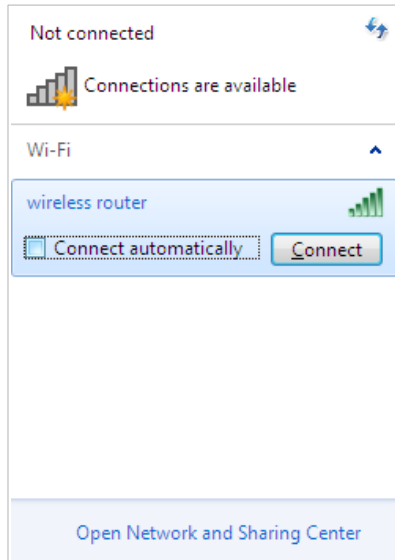 Not connected
Connections are available
Wi-Fi
wireless router
Connect automatically
Connect
Open Network and Sharing Center